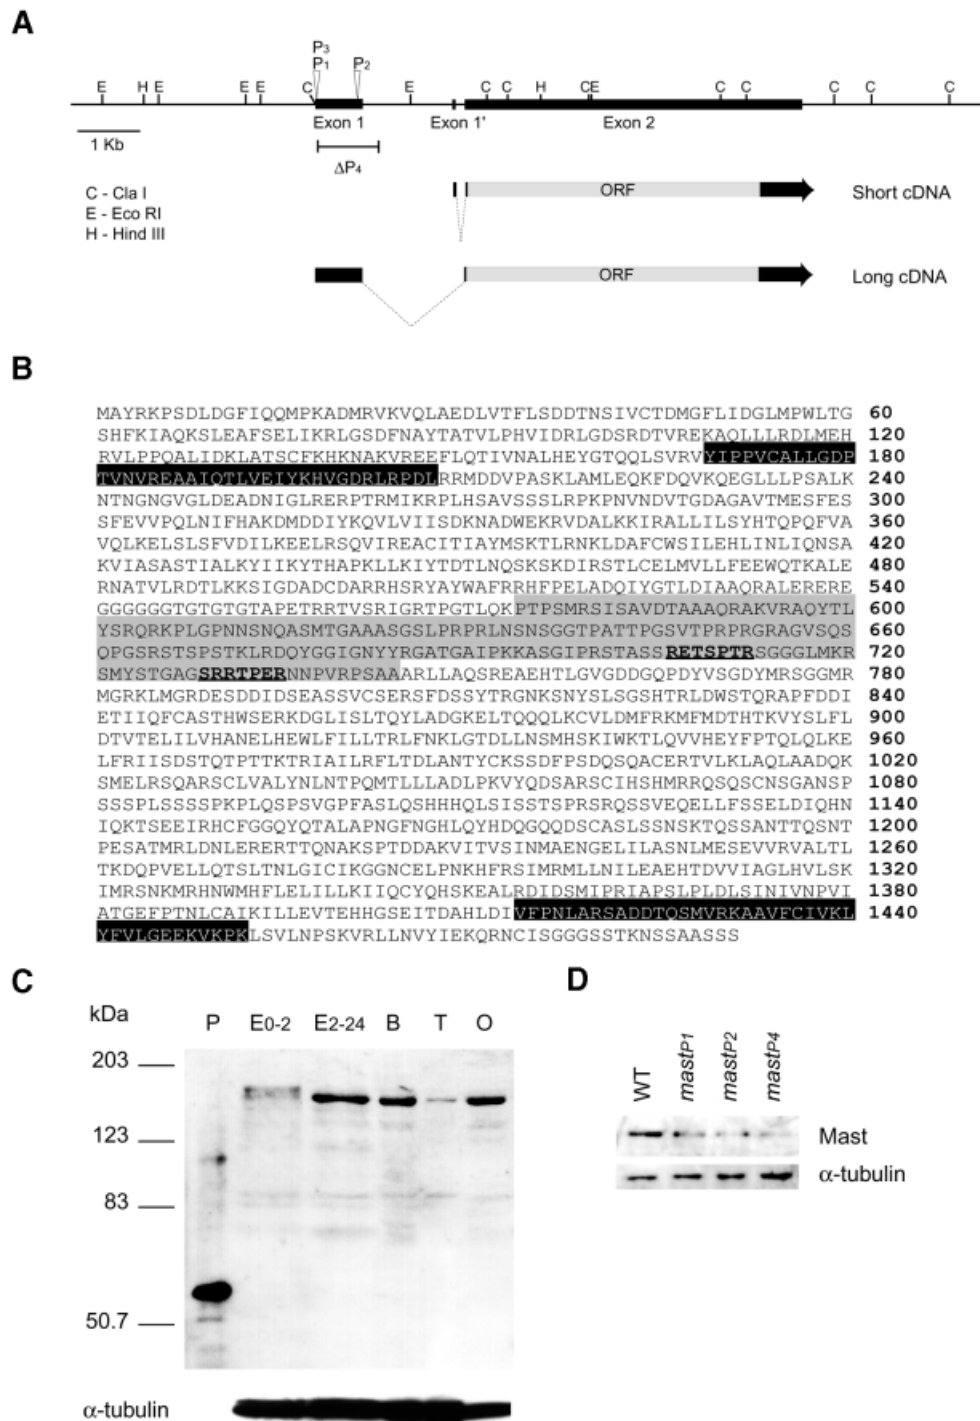 A
P3
P1 P2
E H E E E C E C C H CE C C C C C
Exon 1 Exon 1' Exon 2
1 Kb
ΔP4
C - Cla I
E - Eco RI
H - Hind III
ORF Short cDNA
ORF Long cDNA
B
MAYRKPSDLDGFIQQMPKADMRVKVQLAEDLVTFLSDDTNSIVCTDMGFLIDGLMPWLTG 60
SHFKIAQKSLEAFSELIKRLGSDFNAYTATVLPHVIDRLGDSRDTVREKAQLLLRDLMEH 120
RVLPPQALIDKLATSCFKHKNAKVREEFLQTIVNALHEYGTQQLSVRVYIPPVCALLGDP 180
TVNVREAAIQTLVEIYKHVGDRLRPDLRRMDDVPASKLAMLEQKFDQVKQEGLLLPSALK 240
NTNGNGVGLDEADNIGLRERPTRMIKRPLHSAVSSSLRPKPNVNDVTGDAGAVTMESFES 300
SFEVVPQLNIFHAKDMDDIYKQVLVIISDKNADWEKRVDALKKIRALLILSYHTQPQFVA 360
VQLKELSLSFVDILKEELRSQVIREACITIAYMSKTLRNKLDAFCWSILEHLINLIQNSA 420
KVIASASTIALKYIIKYTHAPKLLKIYTDTLNQSKSKDIRSTLCELMVLLFEEWQTKALE 480
RNATVLRDTLKKSIGDADCDARRHSRYAYWAFRRHFPELADQIYGTLDIAAQRALERERE 540
GGGGGGTGTGTGTAPETRRTVSRIGRTPGTLQKPTPSMRSISAVDTAAAQRAKVRAQYTL 600
YSRQRKPLGPNNSNQASMTGAAASGSLPRPRLNSNSGGTPATTPGSVTPRPRGRAGVSQS 660
QPGSRSTSPSTKLRDQYGGIGNYYRGATGAIPKKASGIPRSTASSRETSPTRSGGGLMKR 720
SMYSTGAGSRRTPERNNPVRPSAAARLLAQSREAEHTLGVGDDGQPDYVSGDYMRSGGMR 780
MGRKLMGRDESDDIDSEASSVCSERSFDSSYTRGNKSNYSLSGSHTRLDWSTQRAPFDDI 840
ETIIQFCASTHWSERKDGLISLTQYLADGKELTQQQLKCVLDMFRKMFMDTHTKVYSLFL 900
DTVTELILVHANELHEWLFILLTRLFNKLGTDLLNSMHSKIWKTLQVVHEYFPTQLQLKE 960
LFRIISDSTQTPTTKTRIAILRFLTDLANTYCKSSDFPSDQSQACERTVLKLAQLAADQK 1020
SMELRSQARSCLVALYNLNTPQMTLLLADLPKVYQDSARSCIHSHMRRQSQSCNSGANSP 1080
SSSPLSSSSPKPLQSPSVGPFASLQSHHHQLSISSTSPRSRQSSVEQELLFSSELDIQHN 1140
IQKTSEEIRHCFGGQYQTALAPNGFNGHLQYHDQGQQDSCASLSSNSKTQSSANTTQSNT 1200
PESATMRLDNLERERTTQNAKSPTDDAKVITVSINMAENGELILASNLMESEVVRVALTL 1260
TKDQPVELLQTSLTNLGICIKGGNCELPNKHFRSIMRMLLNILEAEHTDVVIAGLHVLSK 1320
IMRSNKMRHNWMHFLELILLKIIQCYQHSKEALRDIDSMIPRIAPSLPLDLSINIVNPVI 1380
ATGEFPTNLCAIKILLEVTEHHGSEITDAHLDIVFPNLARSADDTQSMVRKAAVFCIVKL 1440
YFVLGEEKVKPKLSVLNPSKVRLLNVYIEKQRNCISGGGSSTKNSSAASSS
C
kDa P E0-2 E2-24 B T O
203
123
83
50.7
α-tubulin
D
WT mastP1 mastP2 mastP4
Mast
α-tubulin